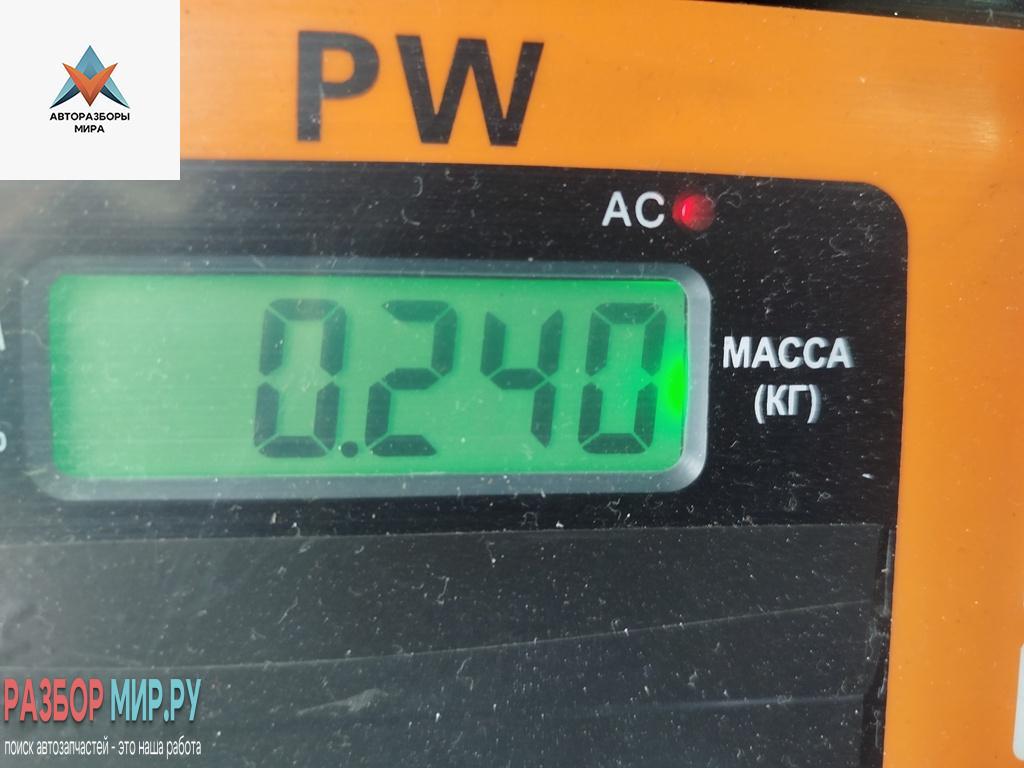 АВТОРАЗБОРЫ
МИРА
PW
AC
0.240
МАССА
(КГ)
РАЗБОР МИР.РУ
поиск автозапчастей - это наша работа